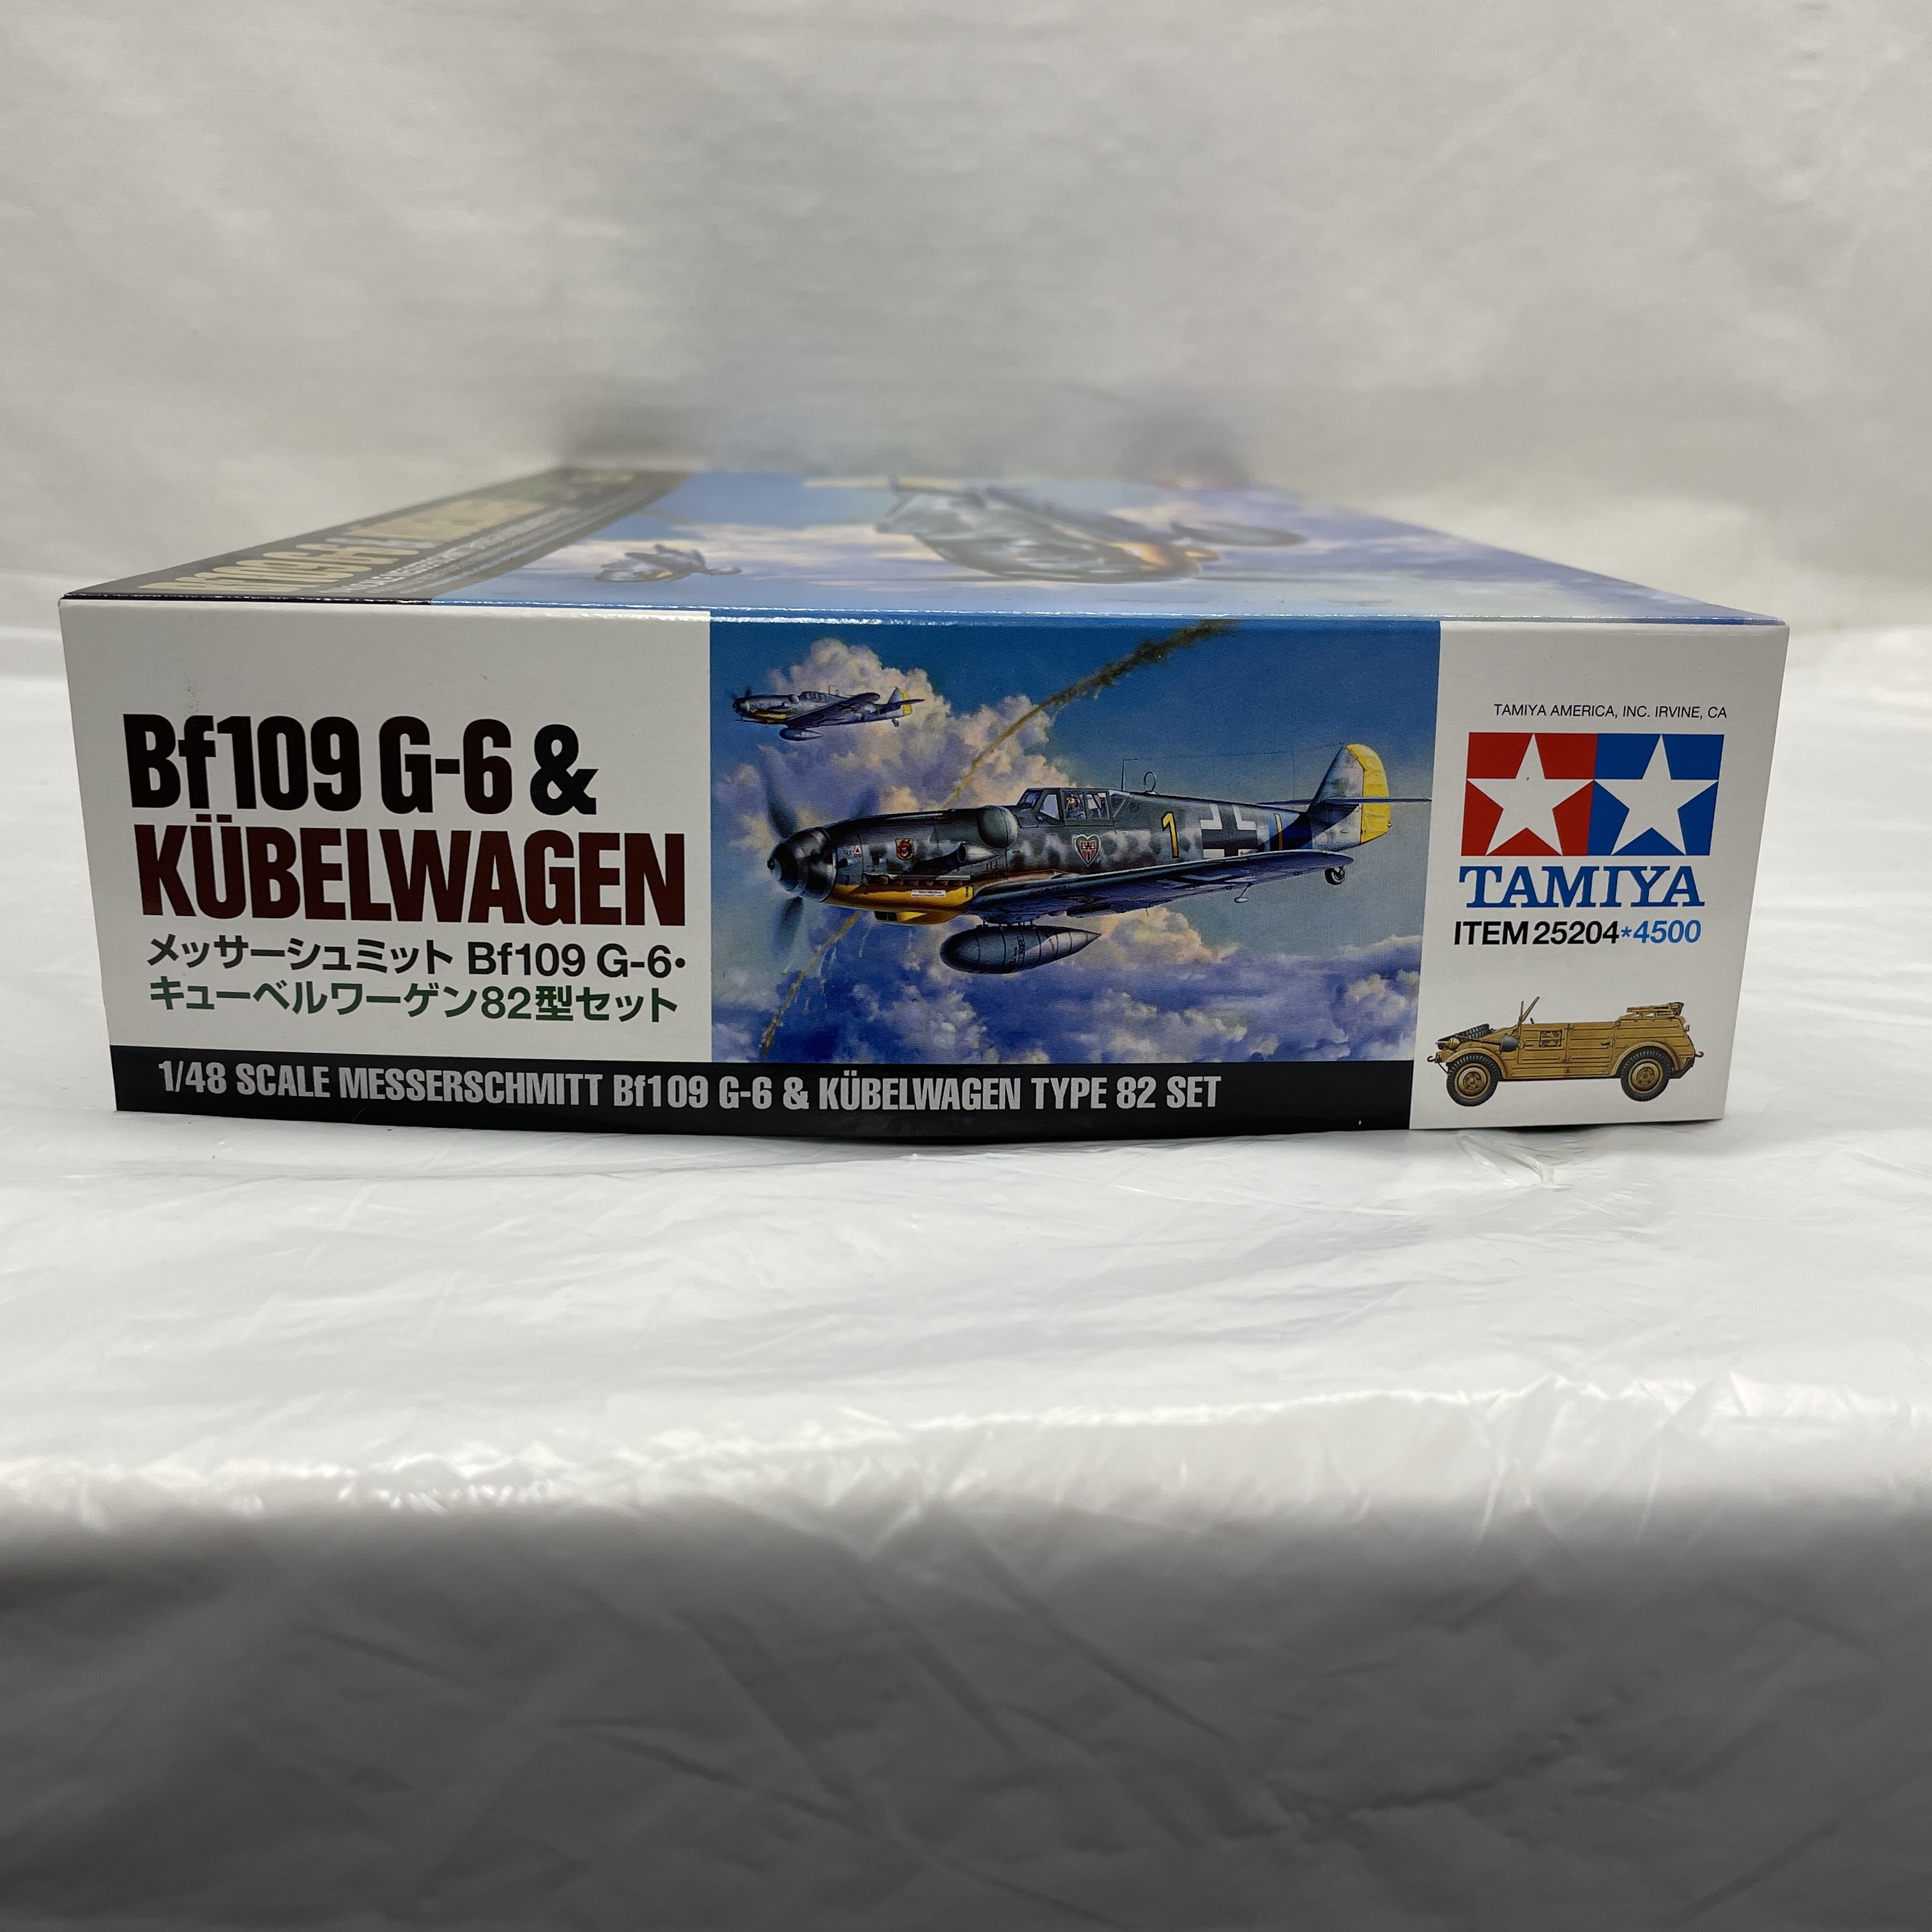 Bf109 G-6 &
KÜBELWAGEN
メッサーシュミット Bf109 G-6・
キューベルワーゲン82型セット
1/48 SCALE MESSERSCHMITT Bf109 G-6 & KÜBELWAGEN TYPE 82 SET
1
TAMIYA AMERICA, INC. IRVINE, CA
TAMIYA
ITEM 25204*4500